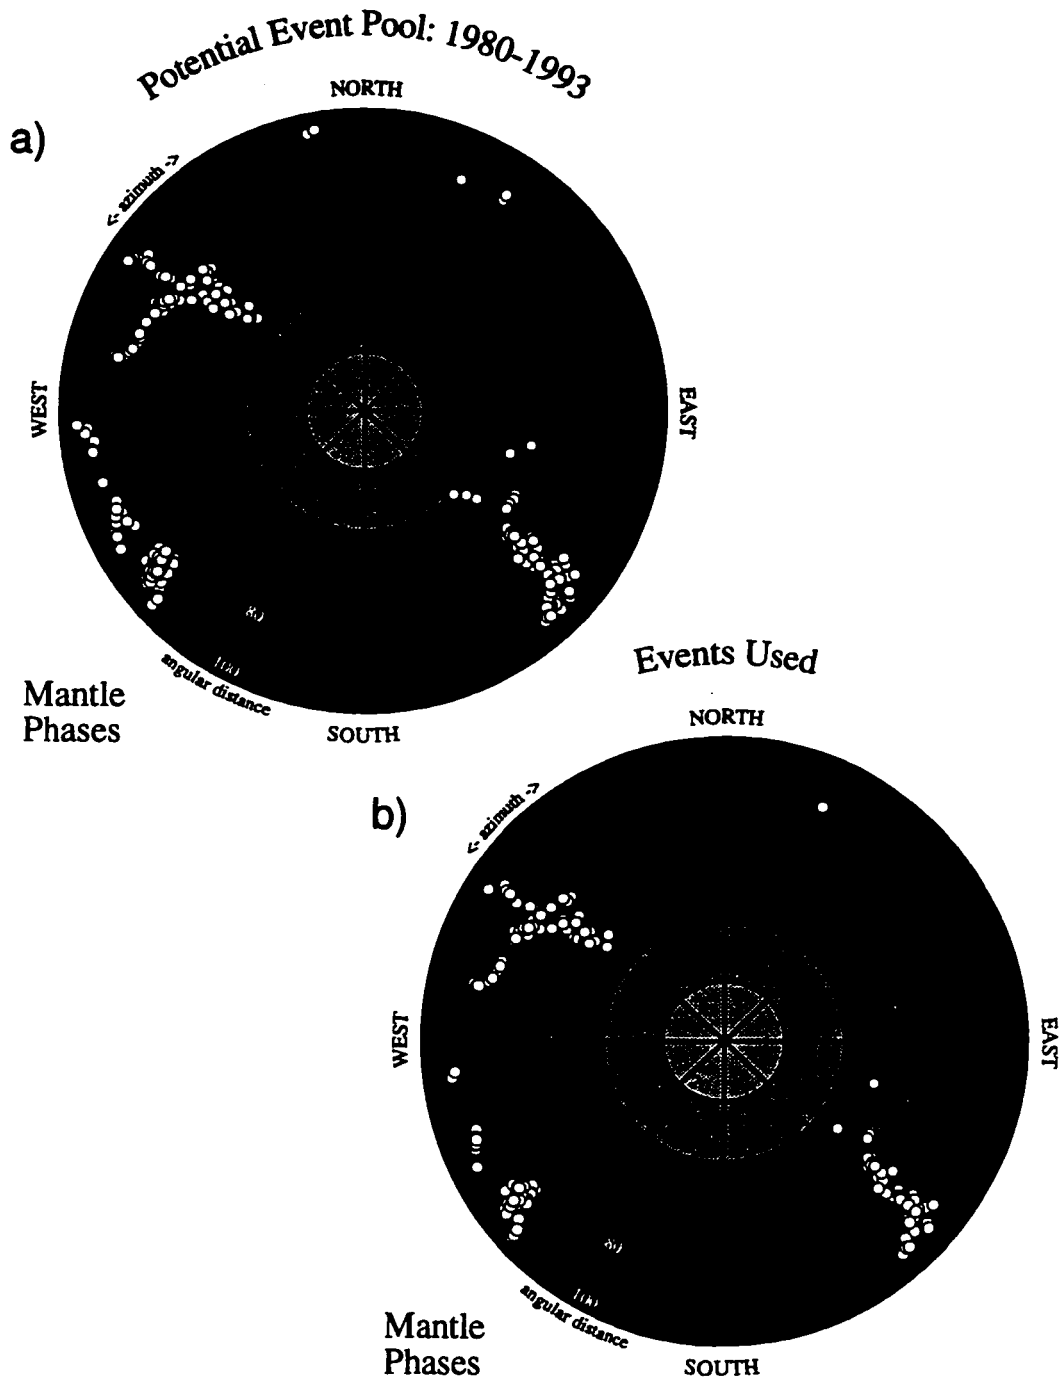 Potential Event Pool: 1980-1993
a)
NORTH
<- azimuth ->
WEST
EAST
80
100
angular distance
SOUTH
Mantle
Phases
Events Used
b)
NORTH
<- azimuth ->
WEST
EAST
80
100
angular distance
SOUTH
Mantle
Phases